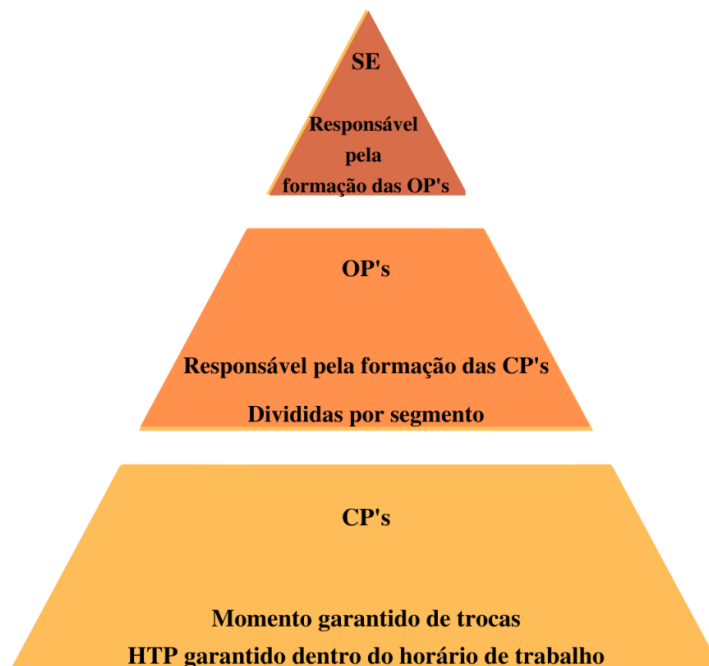 SE
Responsável
pela
formação das OP's
OP's
Responsável pela formação das CP's
Divididas por segmento
CP's
Momento garantido de trocas
HTP garantido dentro do horário de trabalho